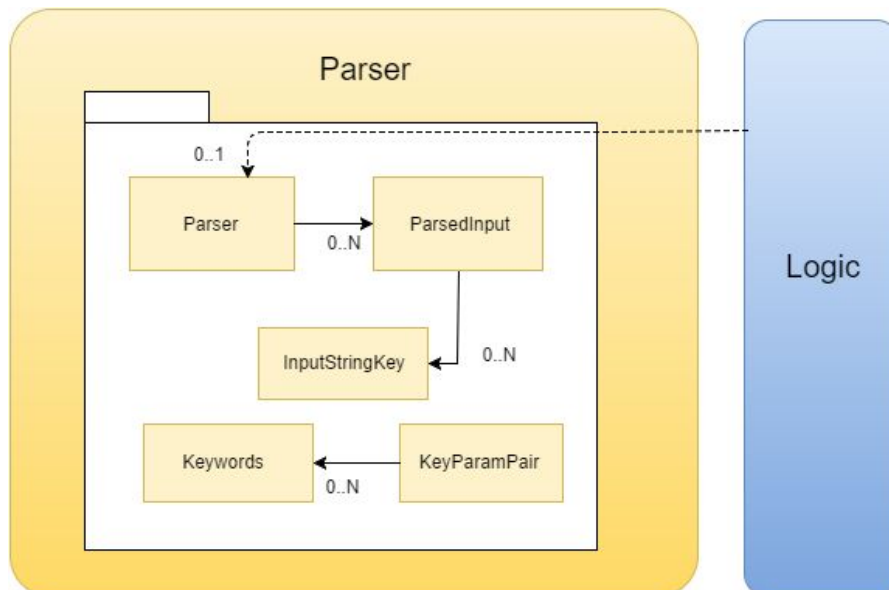 Parser
0..1
Parser
ParsedInput
0..N
Logic
InputStringKey
0..N
Keywords
KeyParamPair
0..N